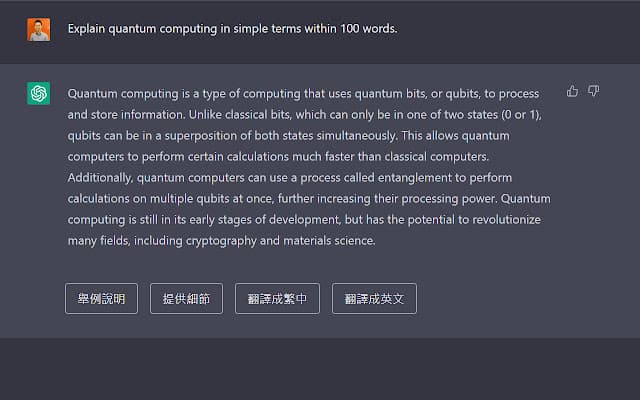 Explain quantum computing in simple terms within 100 words.
Quantum computing is a type of computing that uses quantum bits, or qubits, to process
and store information. Unlike classical bits, which can only be in one of two states (0 or 1),
qubits can be in a superposition of both states simultaneously. This allows quantum
computers to perform certain calculations much faster than classical computers.
Additionally, quantum computers can use a process called entanglement to perform
calculations on multiple qubits at once, further increasing their processing power. Quantum
computing is still in its early stages of development, but has the potential to revolutionize
many fields, including cryptography and materials science.
舉例說明 提供細節 翻譯成繁中 翻譯成英文